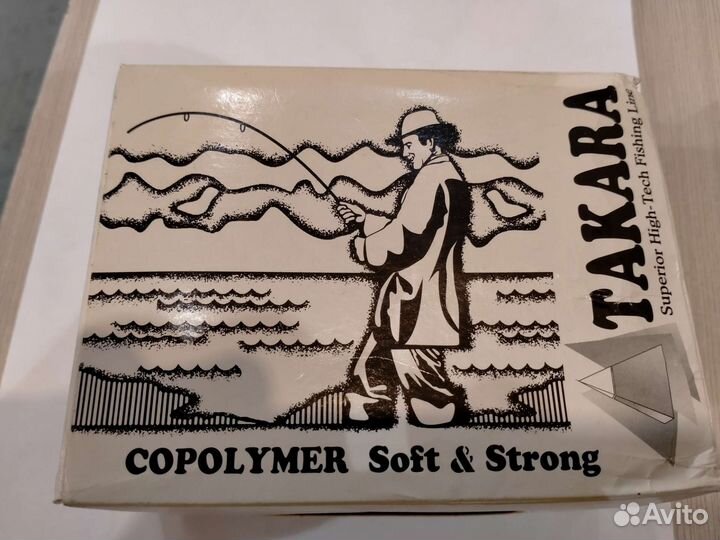 TAKARA
Superior High-Tech Fishing Line
COPOLYMER Soft & Strong
Avito